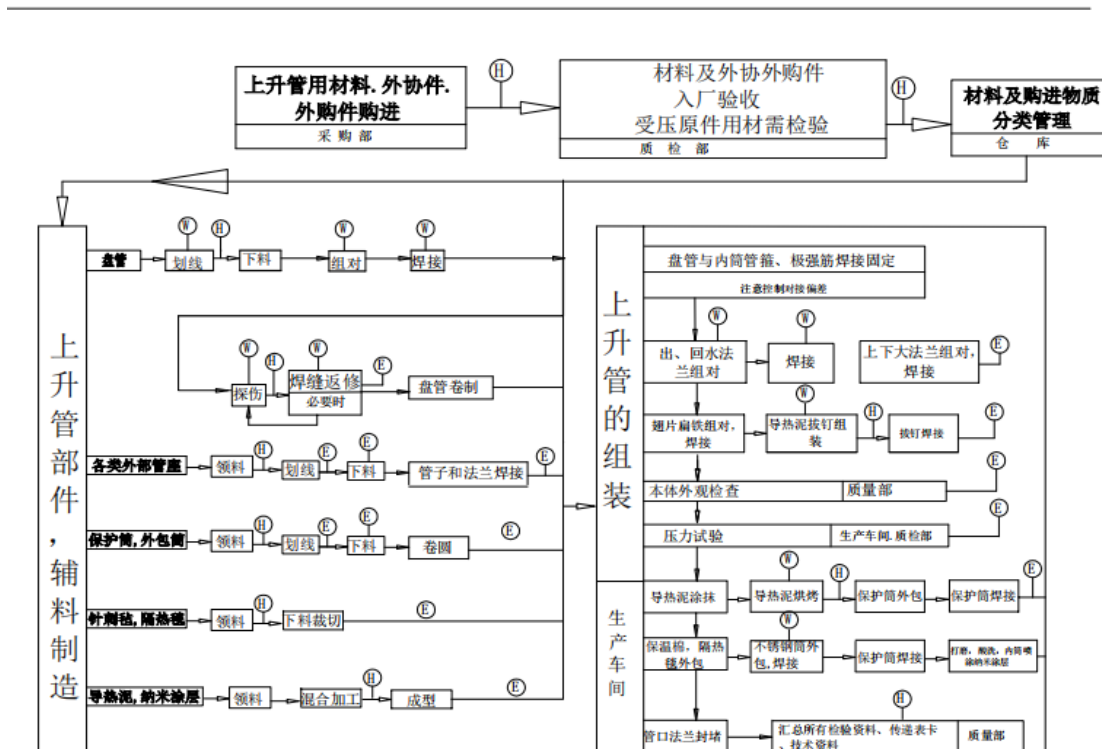 上升管用材料.外协件.
外购件购进
采购部
H
材料及外协外购件
入厂验收
受压原件用材需检验
质检部
H
材料及购进物质
分类管理
仓库
上升管部件，辅料制造
盘管
W
划线
H
下料
W
组对
W
焊接
W
探伤
H
W
焊缝返修
必要时
E
盘管卷制
各类外部管座
领料
H
划线
E
下料
E
管子和法兰焊接
E
保护筒,外包筒
领料
H
划线
E
下料
E
卷圆
E
针刺毡,隔热毯
领料
H
下料裁切
E
导热泥,纳米涂层
领料
混合加工
H
成型
E
上升管的组装
生产车间
盘管与内筒管箍、极强筋焊接固定
注意控制对接偏差
W
出、回水法
兰组对
W
焊接
上下大法兰组对,
焊接
E
翅片扁铁组对,
焊接
W
导热泥拔钉组
装
H
拔钉焊接
E
本体外观检查
质量部
E
压力试验
生产车间.质检部
E
导热泥涂抹
W
导热泥烘烤
H
保护筒外包
保护筒焊接
E
保温棉，隔热
毯外包
W
不锈钢筒外
包,焊接
保护筒焊接
打磨，酸洗，内筒喷
涂纳米涂层
管口法兰封堵
H
汇总所有检验资料、传递表卡
、技术资料
质量部